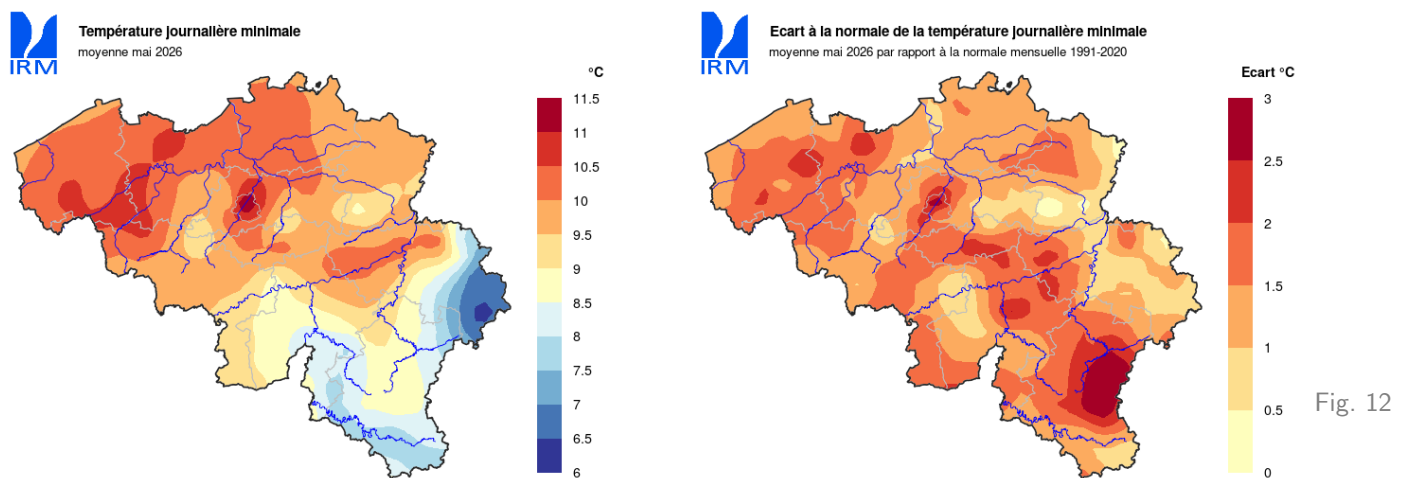 IRM
Température journalière minimale
moyenne mai 2026
°C
11.5
11
10.5
10
9.5
9
8.5
8
7.5
7
6.5
6
IRM
Ecart à la normale de la température journalière minimale
moyenne mai 2026 par rapport à la normale mensuelle 1991-2020
Ecart °C
3
2.5
2
1.5
1
0.5
0
Fig. 12